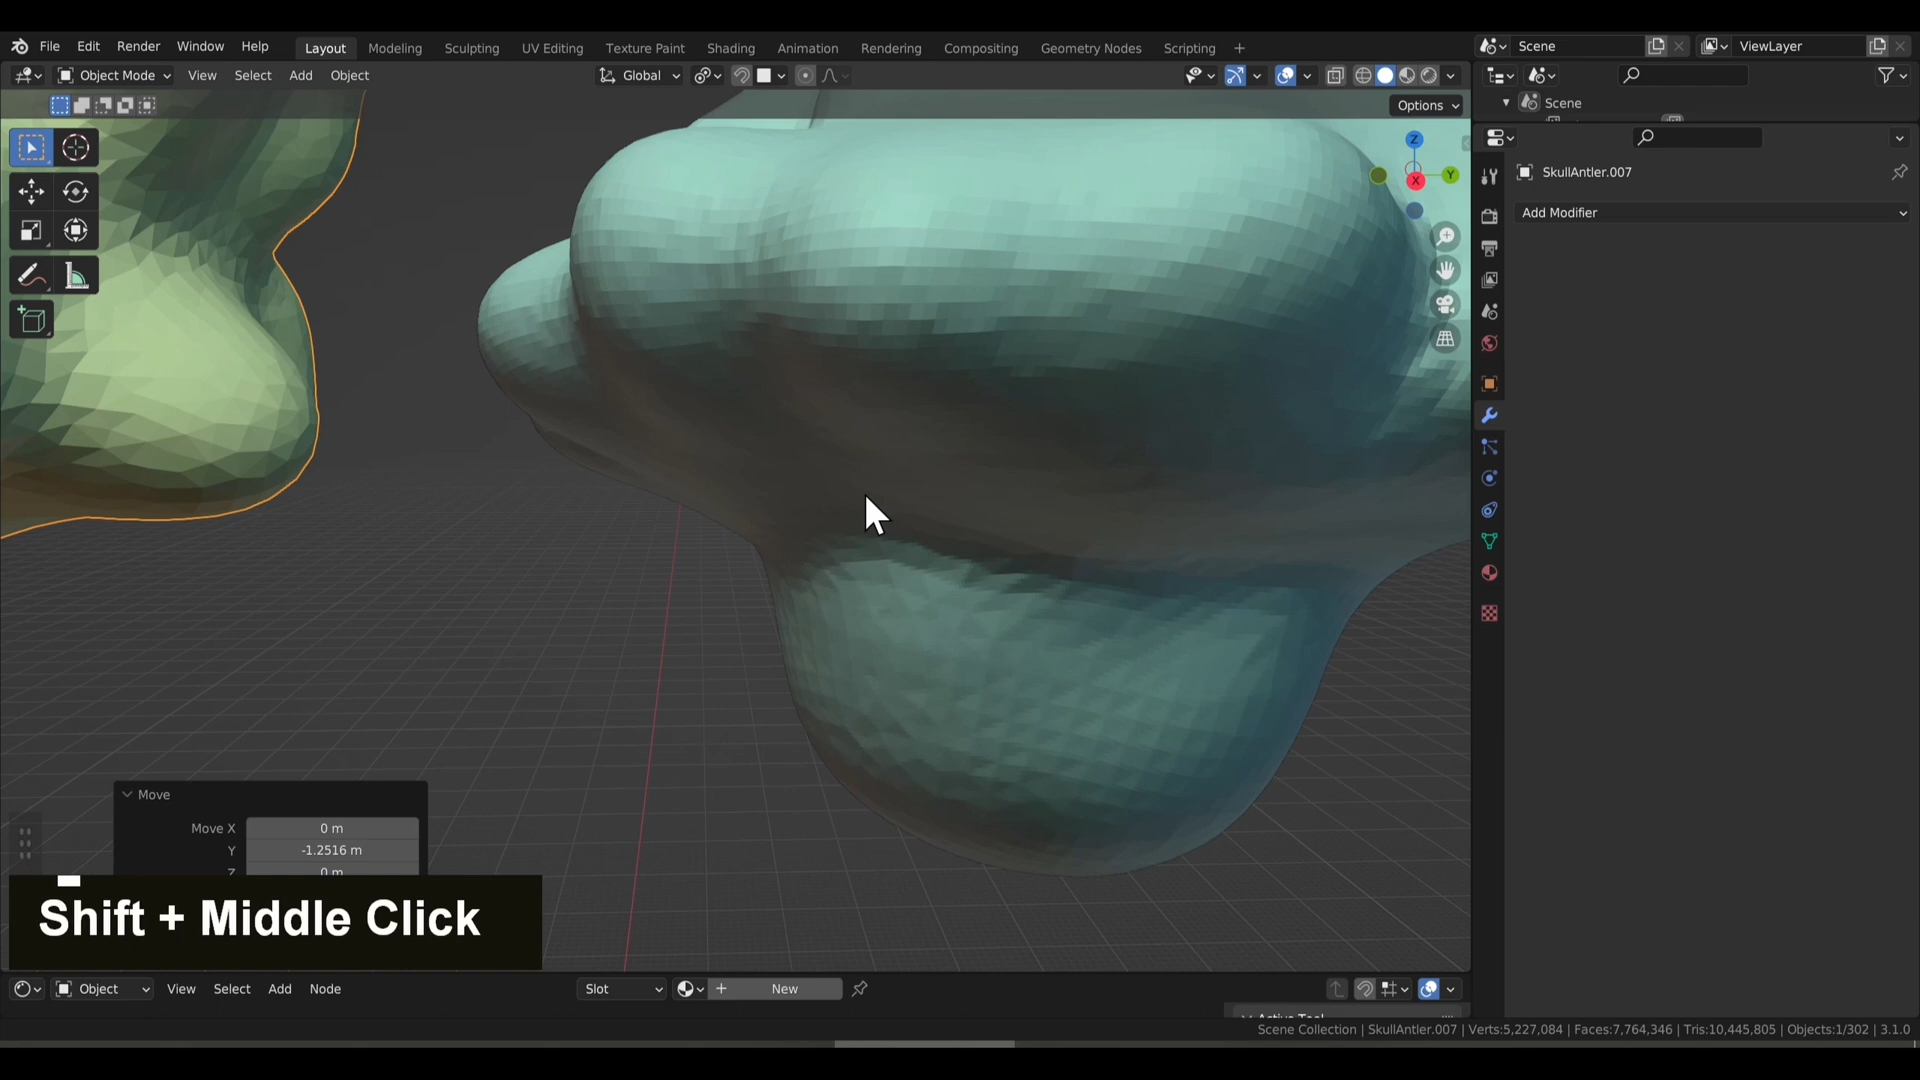 File Edit Render Window Help Layout Modeling Sculpting UV Editing Texture Paint Shading Animation Rendering Compositing Geometry Nodes Scripting + Scene ViewLayer
Object Mode View Select Add Object Global
Options
Scene
Z
X
Y
SkullAntler.007
Add Modifier
Move
Move X 0 m
Y -1.2516 m
Z 0 m
Shift + Middle Click
Object View Select Add Node Slot New
Active Tool
Scene Collection | SkullAntler.007 | Verts:5,227,084 | Faces:7,764,346 | Tris:10,445,805 | Objects:1/302 | 3.1.0